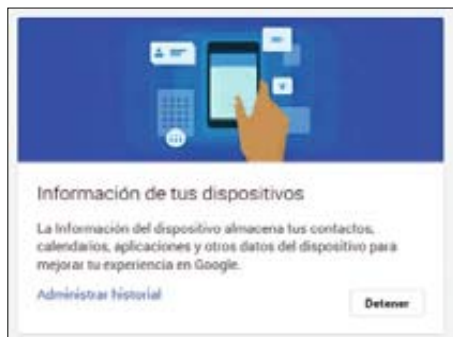 Información de tus dispositivos
La Información del dispositivo almacena tus contactos,
calendarios, aplicaciones y otros datos del dispositivo para
mejorar tu experiencia en Google.
Administrar historial
Detener